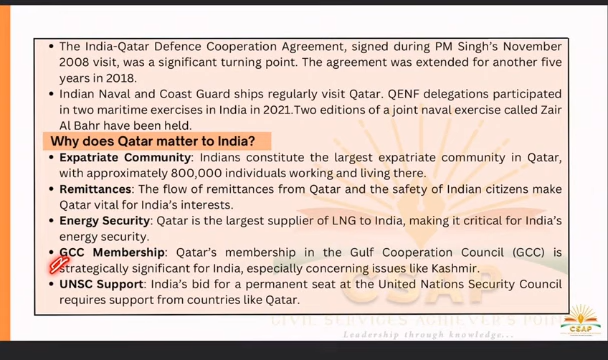 • The India-Qatar Defence Cooperation Agreement, signed during PM Singh's November
2008 visit, was a significant turning point. The agreement was extended for another five
years in 2018.
• Indian Naval and Coast Guard ships regularly visit Qatar. QENF delegations participated
in two maritime exercises in India in 2021.Two editions of a joint naval exercise called Zair
Al Bahr have been held.
Why does Qatar matter to India?
• Expatriate Community: Indians constitute the largest expatriate community in Qatar,
with approximately 800,000 individuals working and living there.
• Remittances: The flow of remittances from Qatar and the safety of Indian citizens make
Qatar vital for India's interests.
• Energy Security: Qatar is the largest supplier of LNG to India, making it critical for India's
energy security.
• GCC Membership: Qatar's membership in the Gulf Cooperation Council (GCC) is
strategically significant for India, especially concerning issues like Kashmir.
• UNSC Support: India's bid for a permanent seat at the United Nations Security Council
requires support from countries like Qatar.
CSAP
CIVIL SERVICES ACHIEVER'S POINT
Leadership through knowledge...
CSAP